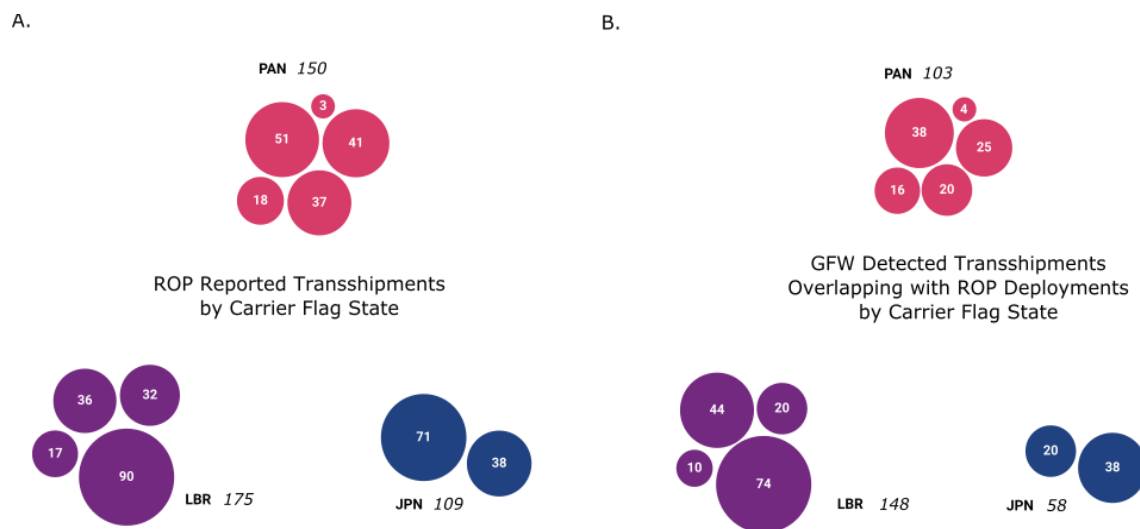 A.
PAN 150
3
51
41
18
37
ROP Reported Transshipments
by Carrier Flag State
36
32
17
90
LBR 175
71
38
JPN 109
B.
PAN 103
4
38
25
16
20
GFW Detected Transshipments
Overlapping with ROP Deployments
by Carrier Flag State
44
20
10
74
LBR 148
20
38
JPN 58